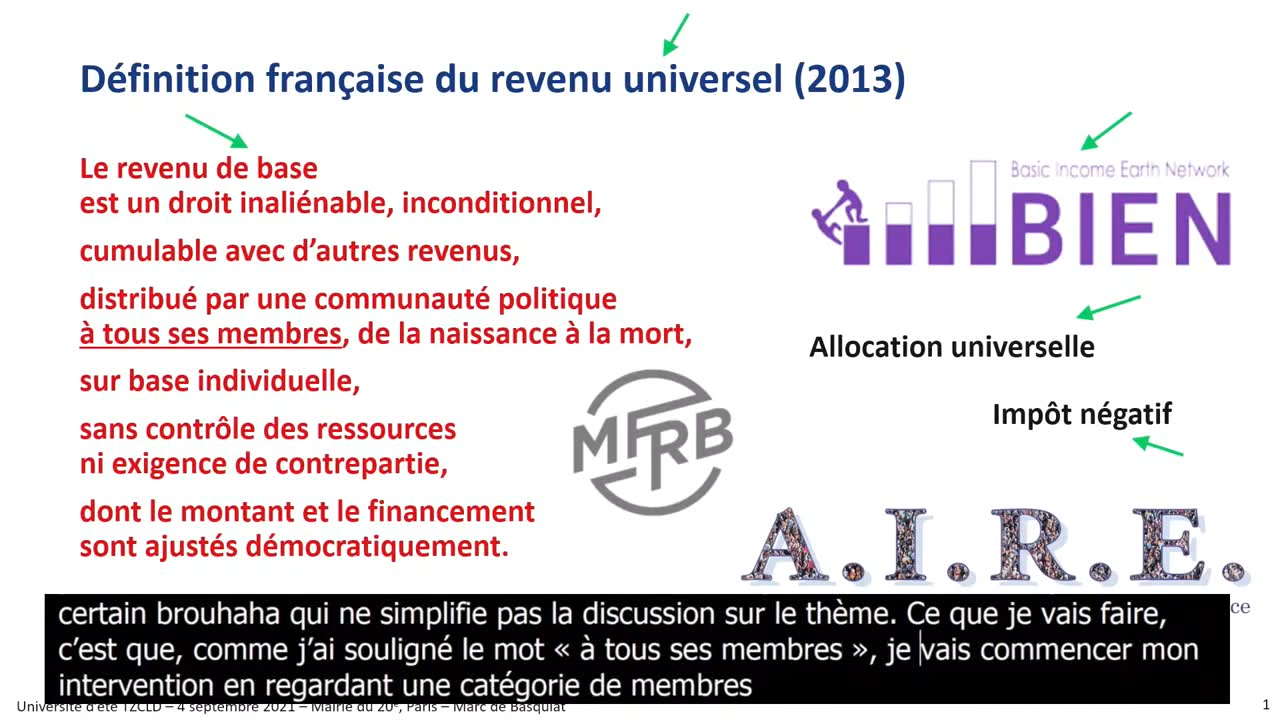 Définition française du revenu universel (2013)
Le revenu de base
est un droit inaliénable, inconditionnel,
cumulable avec d’autres revenus,
distribué par une communauté politique
à tous ses membres, de la naissance à la mort,
sur base individuelle,
sans contrôle des ressources
ni exigence de contrepartie,
dont le montant et le financement
sont ajustés démocratiquement.
Basic Income Earth Network
BIEN
Allocation universelle
Impôt négatif
MFRB
A.I.R.E.
certain brouhaha qui ne simplifie pas la discussion sur le thème. Ce que je vais faire,
c’est que, comme j’ai souligné le mot « à tous ses membres », je vais commencer mon
intervention en regardant une catégorie de membres
Université d’été TZCLD – 4 septembre 2021 – Mairie du 20e, Paris – Marc de Basquiat
1